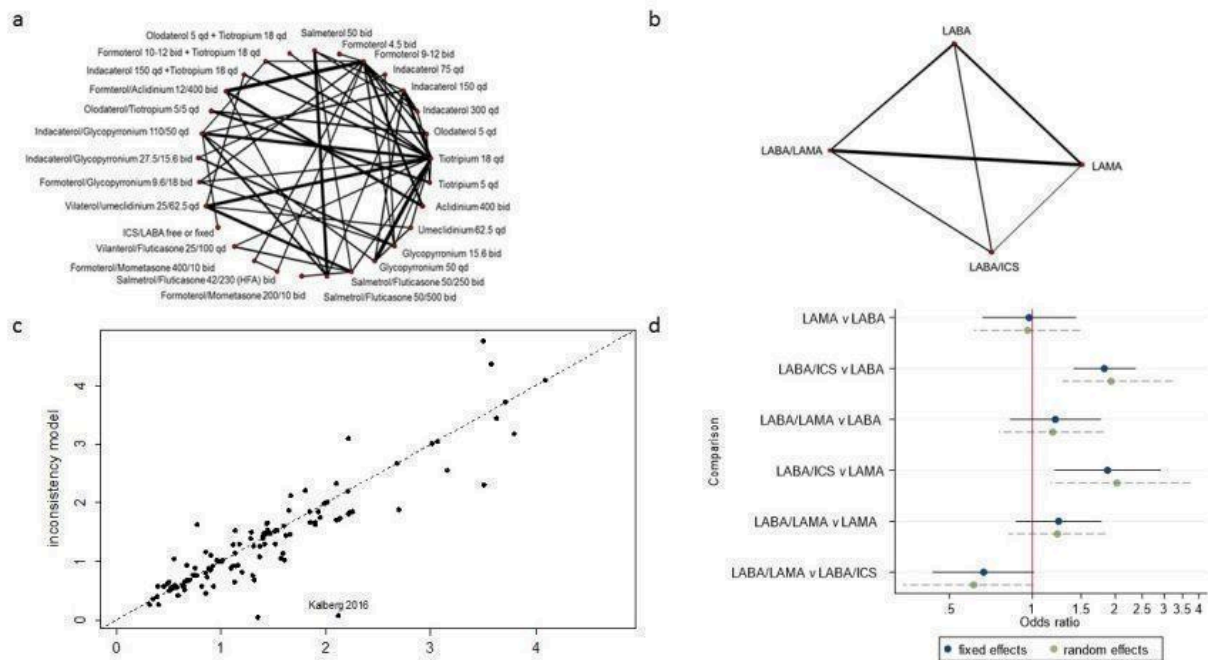 a
Olodaterol 5 qd + Tiotropium 18 qd
Formoterol 10-12 bid + Tiotropium 18 qd
Indacaterol 150 qd +Tiotropium 18 qd
Formterol/Aclidinium 12/400 bid
Olodaterol/Tiotropium 5/5 qd
Indacaterol/Glycopyrronium 110/50 qd
Indacaterol/Glycopyrronium 27.5/15.6 bid
Formoterol/Glycopyrronium 9.6/18 bid
Vilaterol/umeclidinium 25/62.5 qd
ICS/LABA free or fixed
Vilanterol/Fluticasone 25/100 qd
Formoterol/Mometasone 400/10 bid
Salmetrol/Fluticasone 42/230 (HFA) bid
Formoterol/Mometasone 200/10 bid
Salmeterol 50 bid
Formoterol 4.5 bid
Formoterol 9-12 bid
Indacaterol 75 qd
Indacaterol 150 qd
Indacaterol 300 qd
Olodaterol 5 qd
Tiotripium 18 qd
Tiotripium 5 qd
Aclidinium 400 bid
Umeclidinium 62.5 qd
Glycopyrronium 15.6 bid
Glycopyrronium 50 qd
Salmetrol/Fluticasone 50/250 bid
Salmetrol/Fluticasone 50/500 bid
b
LABA
LABA/LAMA
LAMA
LABA/ICS
c
inconsistency model
4
3
2
1
0
Kalberg 2016
0 1 2 3 4
d
Comparison
LAMA v LABA
LABA/ICS v LABA
LABA/LAMA v LABA
LABA/ICS v LAMA
LABA/LAMA v LAMA
LABA/LAMA v LABA/ICS
.5 1 1.5 2 2.5 3 3.5 4
Odds ratio
fixed effects random effects